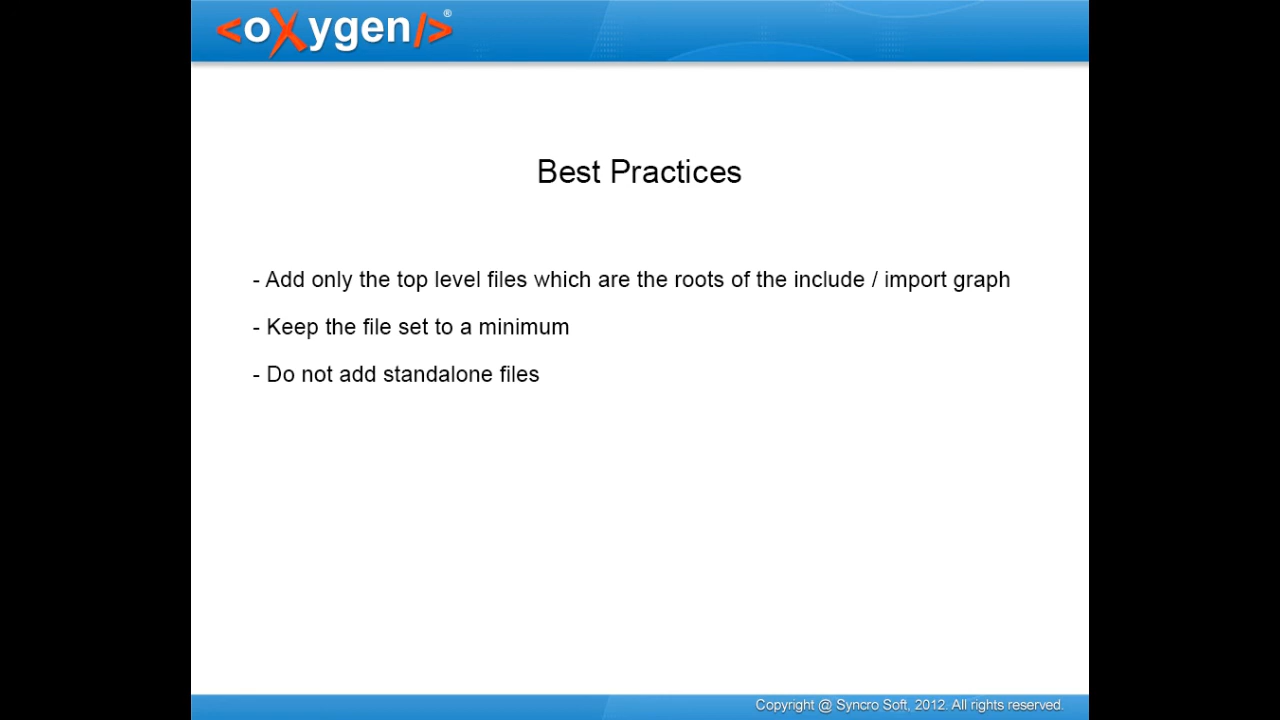 <oXygen/>®
Best Practices
- Add only the top level files which are the roots of the include / import graph
- Keep the file set to a minimum
- Do not add standalone files
Copyright @ Syncro Soft, 2012. All rights reserved.